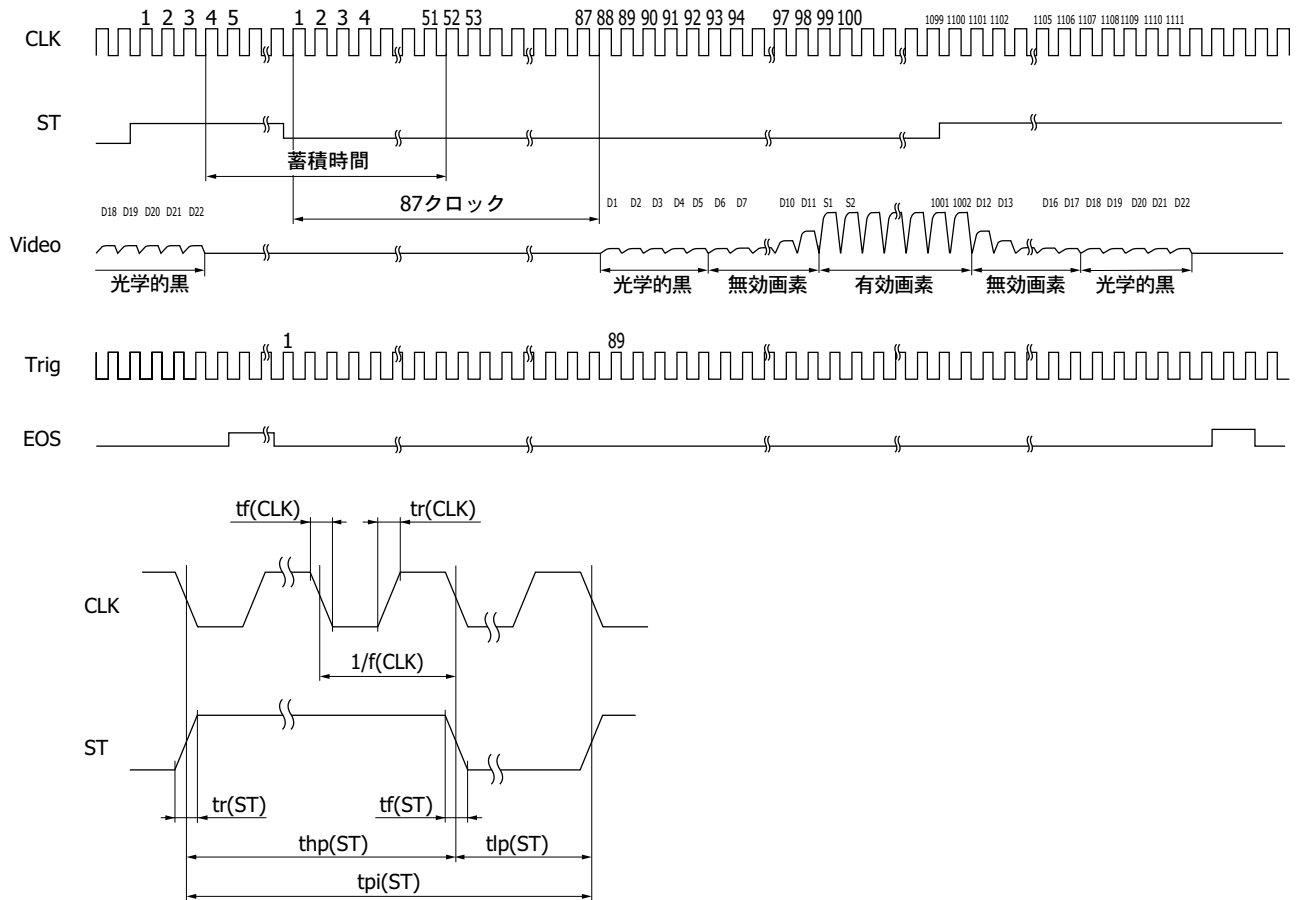 1 2 3 4 5 1 2 3 4 51 52 53 87 88 89 90 91 92 93 94 97 98 99 100 1099 1100 1101 1102 1105 1106 1107 1108 1109 1110 1111
CLK
ST
蓄積時間
87クロック
D18 D19 D20 D21 D22 D1 D2 D3 D4 D5 D6 D7 D10 D11 S1 S2 1001 1002 D12 D13 D16 D17 D18 D19 D20 D21 D22
Video
光学的黒 光学的黒 無効画素 有効画素 無効画素 光学的黒
1 89
Trig
EOS
tf(CLK) tr(CLK)
CLK
1/f(CLK)
ST
tr(ST) tf(ST)
thp(ST) tlp(ST)
tpi(ST)